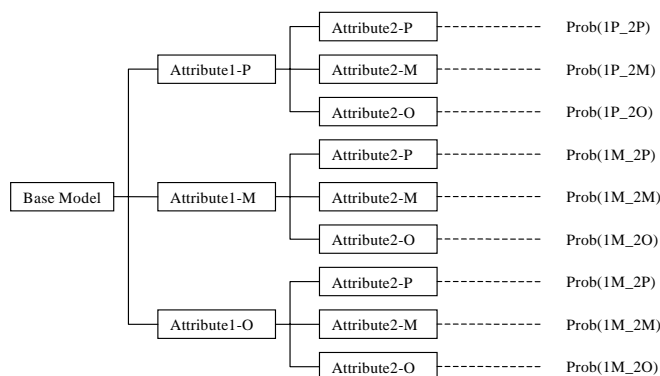 Attribute2-P Prob(1P_2P)
Attribute1-P Attribute2-M Prob(1P_2M)
Attribute2-O Prob(1P_2O)
Attribute2-P Prob(1M_2P)
Base Model Attribute1-M Attribute2-M Prob(1M_2M)
Attribute2-O Prob(1M_2O)
Attribute2-P Prob(1M_2P)
Attribute1-O Attribute2-M Prob(1M_2M)
Attribute2-O Prob(1M_2O)